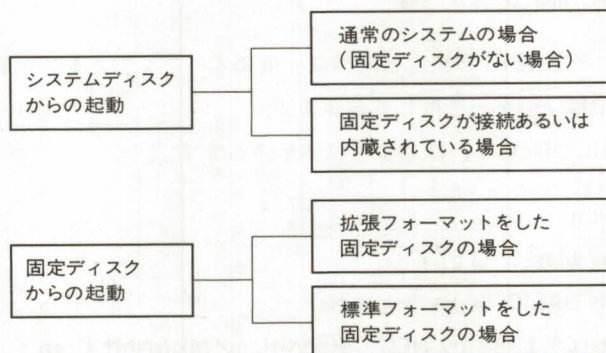 システムディスク
からの起動
通常のシステムの場合
(固定ディスクがない場合)
固定ディスクが接続あるいは
内蔵されている場合
固定ディスク
からの起動
拡張フォーマットをした
固定ディスクの場合
標準フォーマットをした
固定ディスクの場合